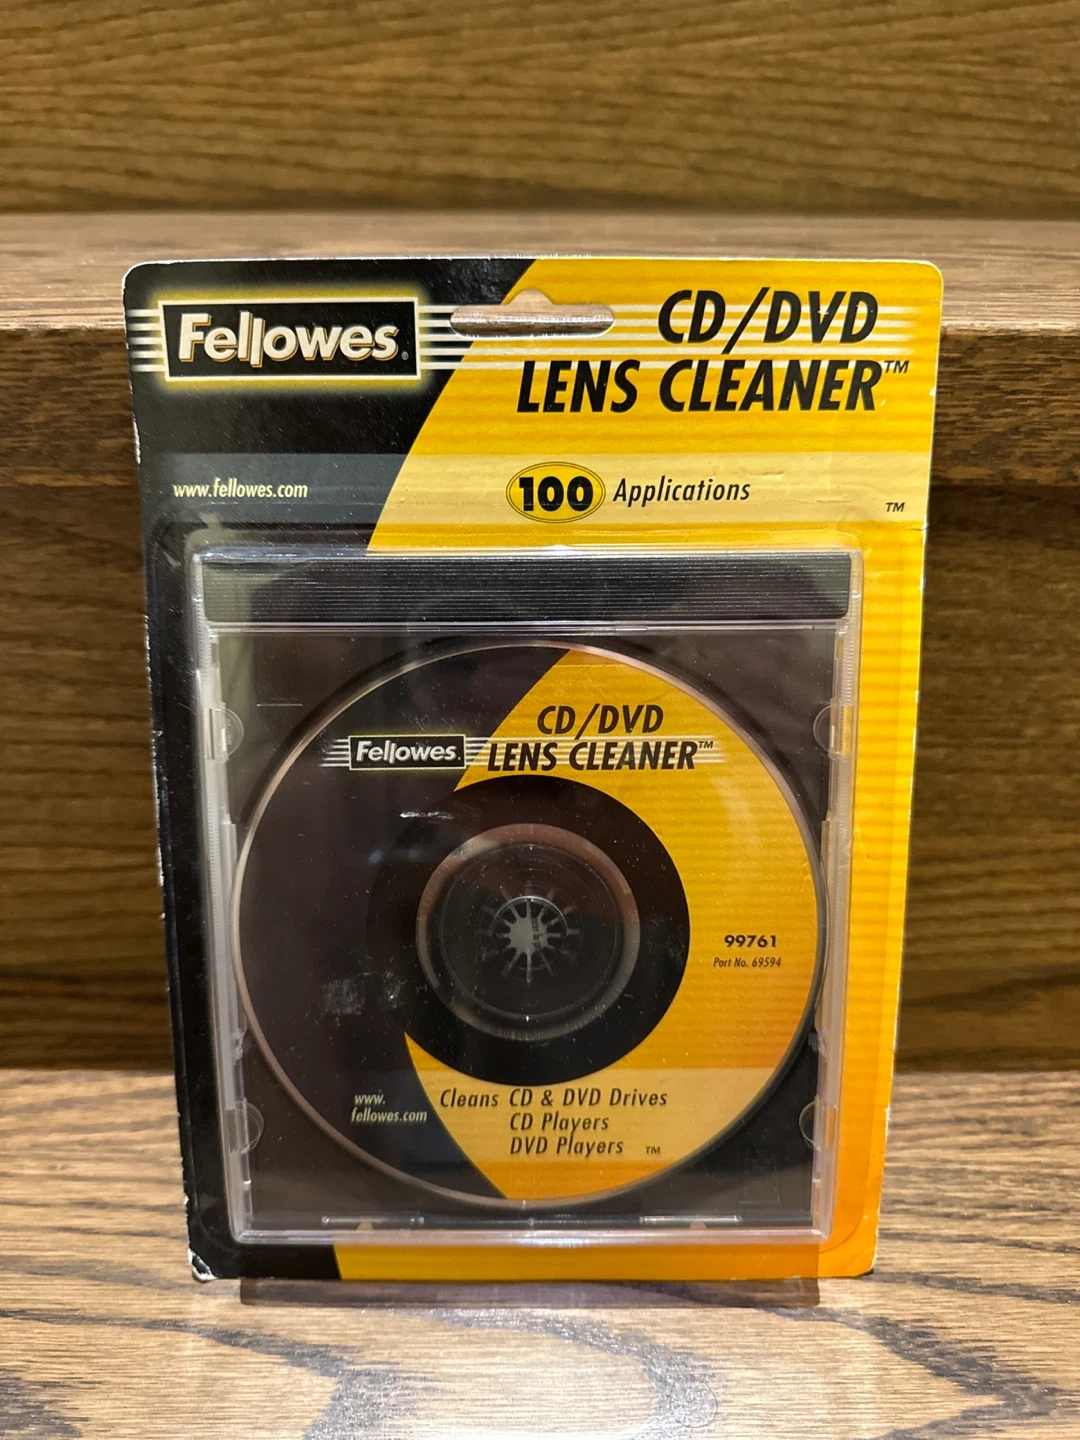 Fellowes®
CD/DVD
LENS CLEANER™
www.fellowes.com
100 Applications
™
CD/DVD
Fellowes.
LENS CLEANER™
99761
Part No. 69594
www.
fellowes.com
Cleans CD & DVD Drives
CD Players
DVD Players ™